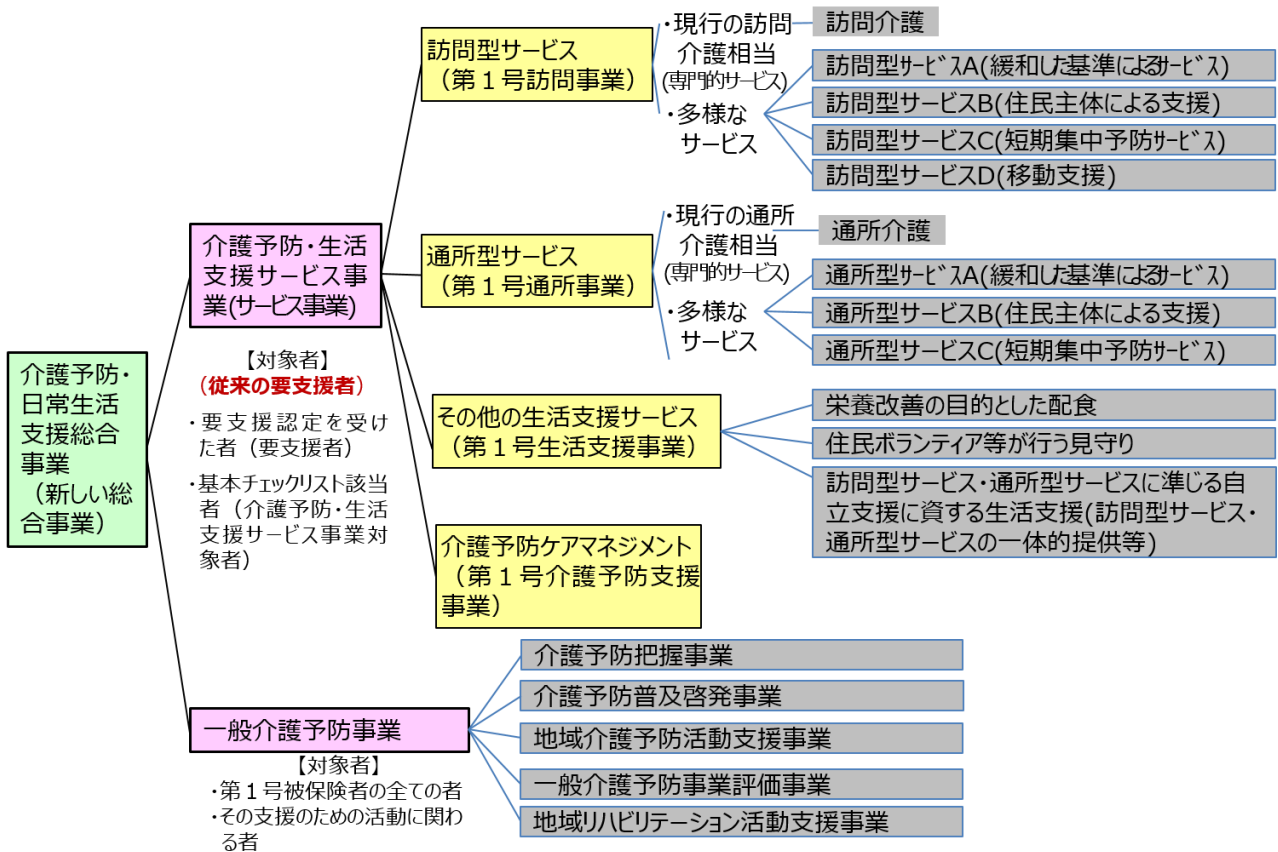 介護予防・
日常生活
支援総合
事業
（新しい総
合事業）
介護予防・生活
支援サービス事
業(サービス事業)
【対象者】
（従来の要支援者）
・要支援認定を受け
た者（要支援者）
・基本チェックリスト該当
者（介護予防・生活
支援サービス事業対
象者）
訪問型サービス
（第１号訪問事業）
・現行の訪問
介護相当
(専門的サービス)
・多様な
サービス
訪問介護
訪問型ｻｰﾋﾞｽA(緩和した基準によるｻｰﾋﾞｽ)
訪問型サービスB(住民主体による支援)
訪問型サービスC(短期集中予防ｻｰﾋﾞｽ)
訪問型サービスD(移動支援)
通所型サービス
（第１号通所事業）
・現行の通所
介護相当
(専門的サービス)
・多様な
サービス
通所介護
通所型ｻｰﾋﾞｽA(緩和した基準によるｻｰﾋﾞｽ)
通所型サービスB(住民主体による支援)
通所型サービスC(短期集中予防ｻｰﾋﾞｽ)
その他の生活支援サービス
（第１号生活支援事業）
栄養改善の目的とした配食
住民ボランティア等が行う見守り
訪問型サービス・通所型サービスに準じる自
立支援に資する生活支援(訪問型サービス・
通所型サービスの一体的提供等)
介護予防ケアマネジメント
（第１号介護予防支援
事業）
一般介護予防事業
【対象者】
・第１号被保険者の全ての者
・その支援のための活動に関わ
る者
介護予防把握事業
介護予防普及啓発事業
地域介護予防活動支援事業
一般介護予防事業評価事業
地域リハビリテーション活動支援事業